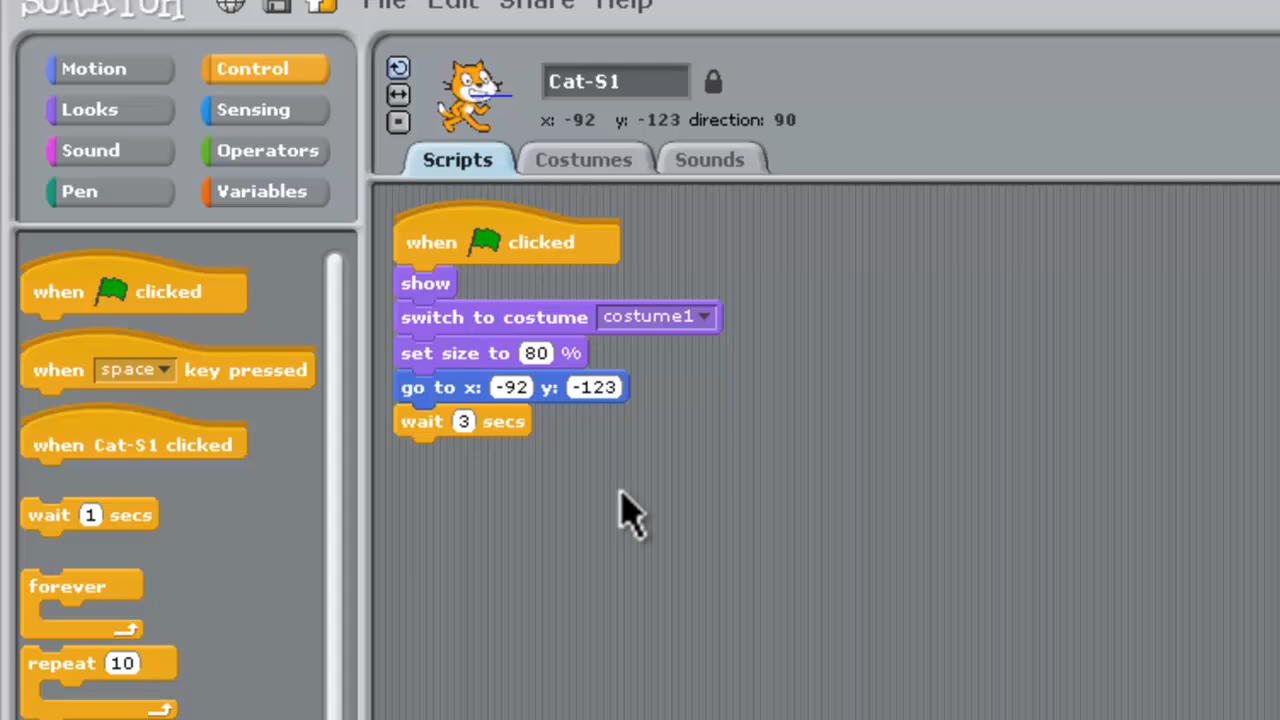 SCRATCH File Edit Share Help
Motion Control
Looks Sensing
Sound Operators
Pen Variables
Cat-S1
x: -92 y: -123 direction: 90
Scripts Costumes Sounds
when clicked
when space key pressed
when Cat-S1 clicked
wait 1 secs
forever
repeat 10
when clicked
show
switch to costume costume1
set size to 80 %
go to x: -92 y: -123
wait 3 secs